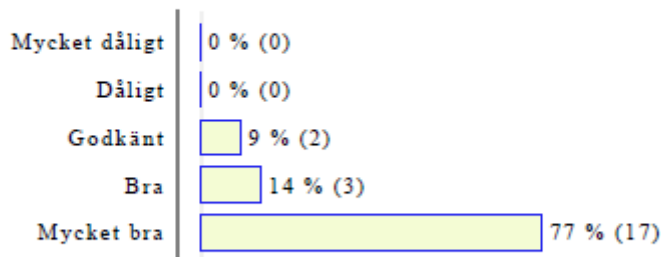 Mycket dåligt 0 % (0)
Dåligt 0 % (0)
Godkänt 9 % (2)
Bra 14 % (3)
Mycket bra 77 % (17)